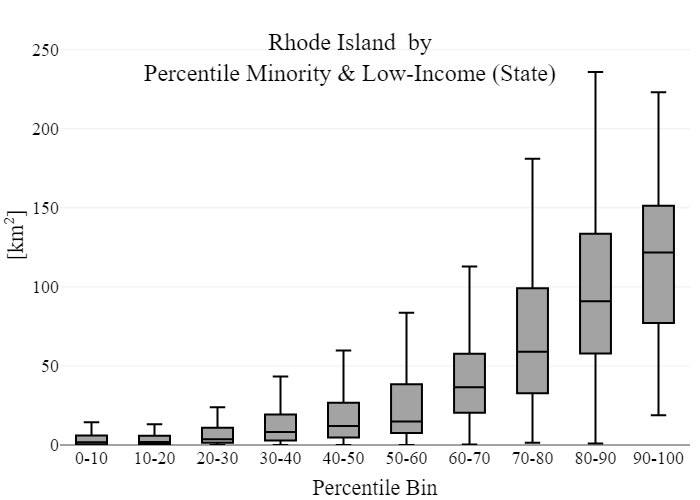 Rhode Island by
Percentile Minority & Low-Income (State)
250
200
150
100
50
0
[km²]
0-10 10-20 20-30 30-40 40-50 50-60 60-70 70-80 80-90 90-100
Percentile Bin